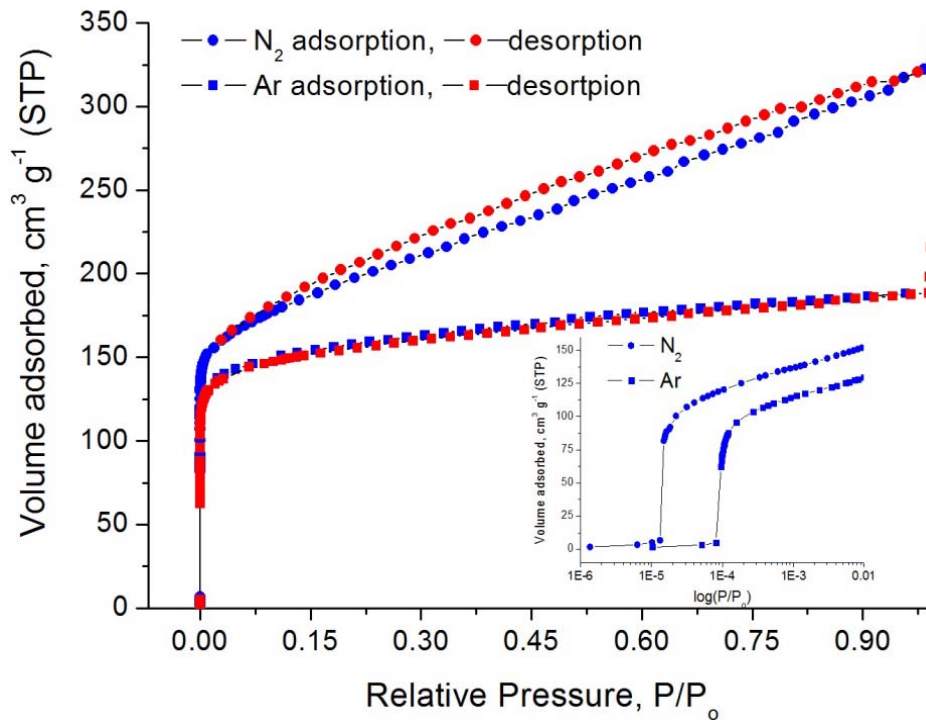 N₂ adsorption, desorption
Ar adsorption, desortpion
350
300
250
200
150
100
50
0
Volume adsorbed, cm³ g⁻¹ (STP)
0.00 0.15 0.30 0.45 0.60 0.75 0.90
Relative Pressure, P/Pₒ
N₂
Ar
150
125
100
75
50
25
0
Volume adsorbed, cm³ g⁻¹ (STP)
1E-6 1E-5 1E-4 1E-3 0.01
log(P/Pₒ)